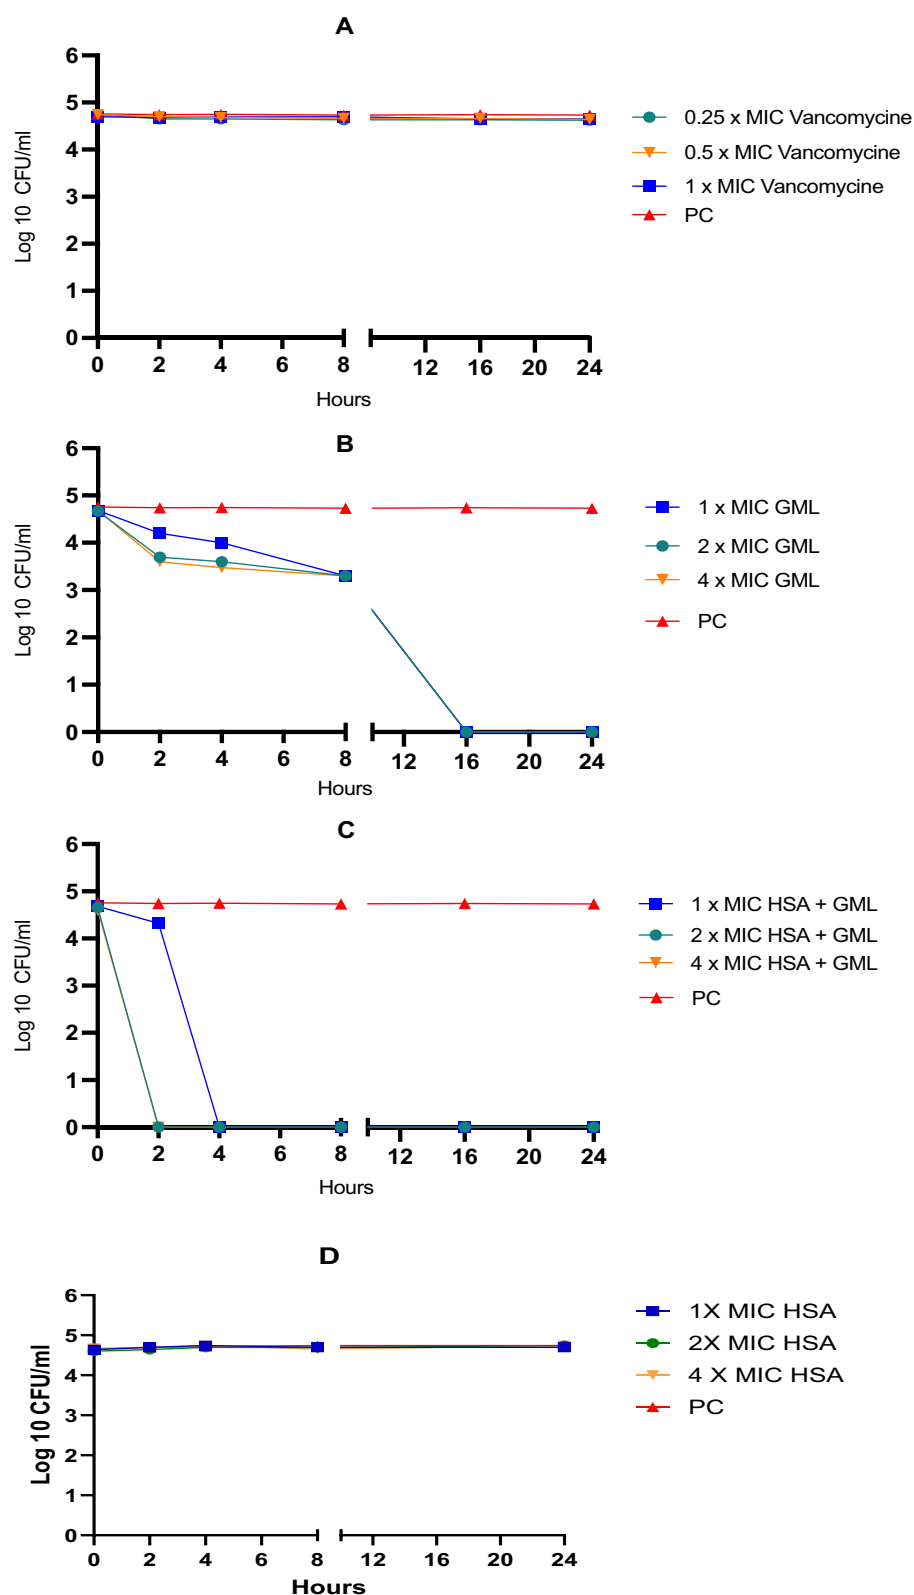 A
6
5
4
3
2
1
0
Log 10 CFU/ml
0 2 4 6 8 12 16 20 24
Hours
0.25 x MIC Vancomycine
0.5 x MIC Vancomycine
1 x MIC Vancomycine
PC
B
6
5
4
3
2
1
0
Log 10 CFU/ml
0 2 4 6 8 12 16 20 24
Hours
1 x MIC GML
2 x MIC GML
4 x MIC GML
PC
C
6
5
4
3
2
1
0
Log 10 CFU/ml
0 2 4 6 8 12 16 20 24
Hours
1 x MIC HSA + GML
2 x MIC HSA + GML
4 x MIC HSA + GML
PC
D
6
5
4
3
2
1
0
Log 10 CFU/ml
0 2 4 6 8 12 16 20 24
Hours
1X MIC HSA
2X MIC HSA
4 X MIC HSA
PC